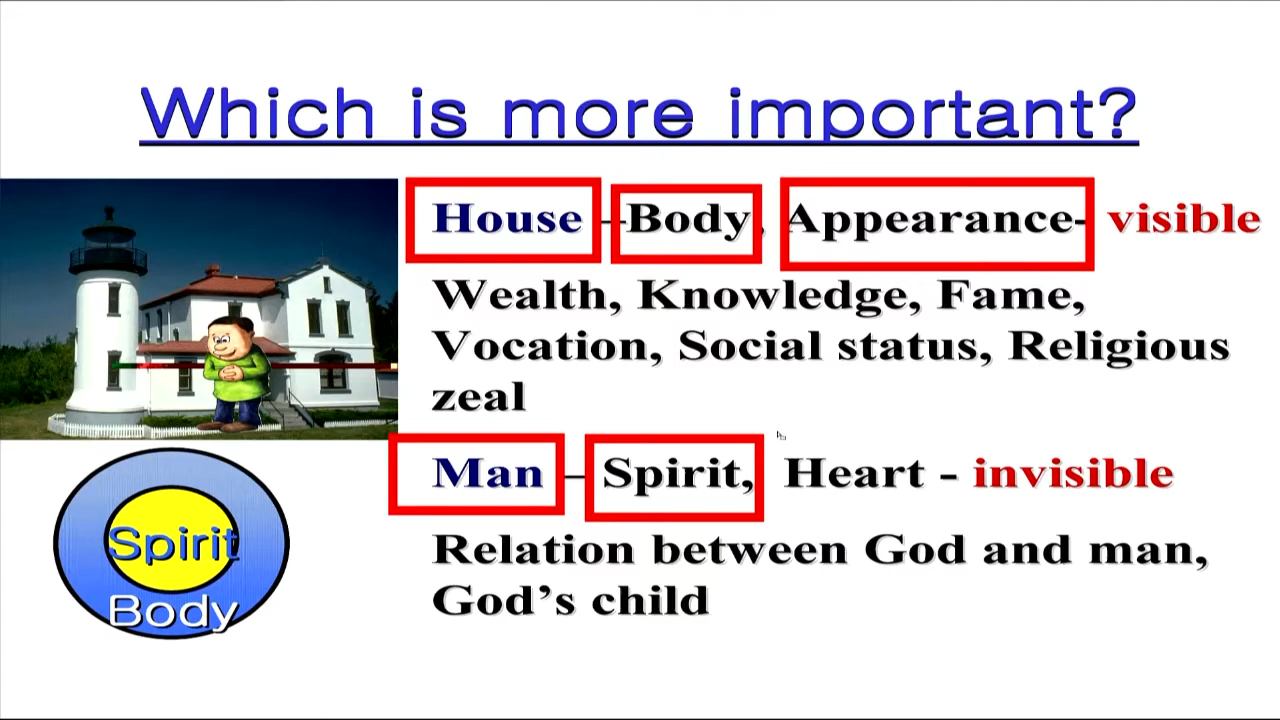 Which is more important?
House – Body, Appearance- visible
Wealth, Knowledge, Fame,
Vocation, Social status, Religious
zeal
Man – Spirit, Heart - invisible
Relation between God and man,
God’s child
Spirit
Body